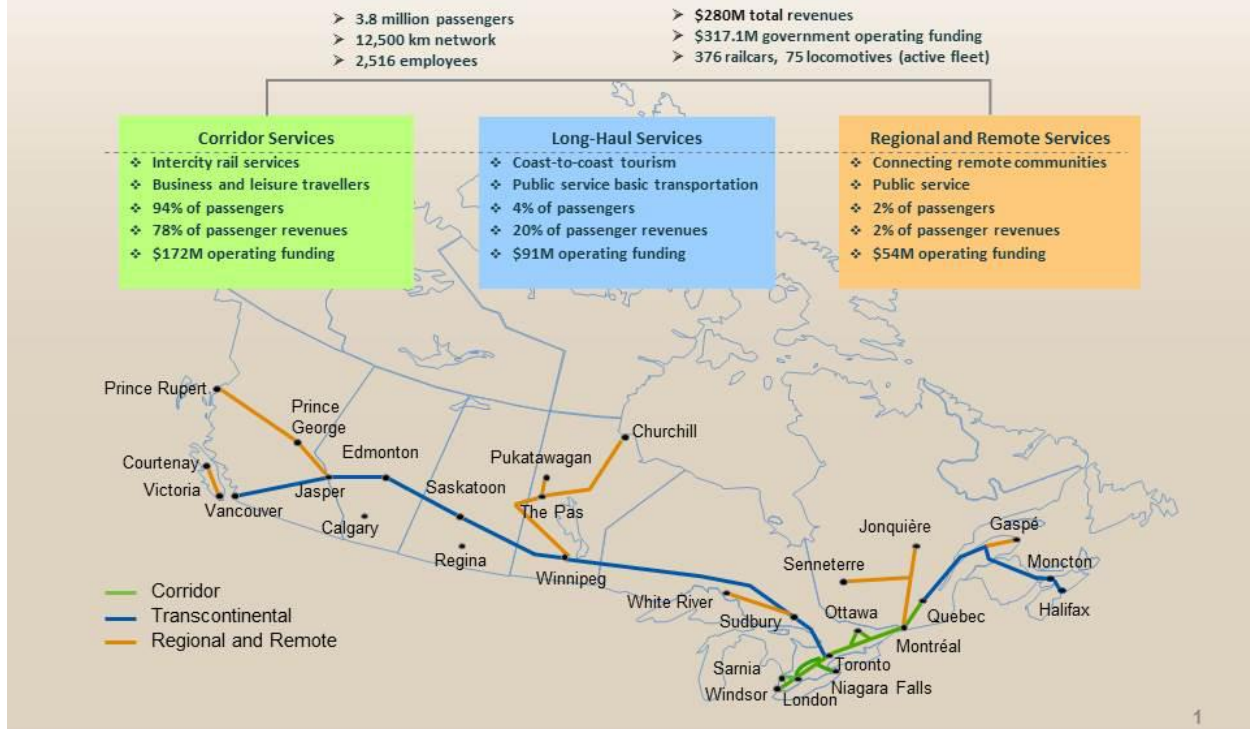 ➢ 3.8 million passengers
➢ 12,500 km network
➢ 2,516 employees
➢ $280M total revenues
➢ $317.1M government operating funding
➢ 376 railcars, 75 locomotives (active fleet)
Corridor Services
❖ Intercity rail services
❖ Business and leisure travellers
❖ 94% of passengers
❖ 78% of passenger revenues
❖ $172M operating funding
Long-Haul Services
❖ Coast-to-coast tourism
❖ Public service basic transportation
❖ 4% of passengers
❖ 20% of passenger revenues
❖ $91M operating funding
Regional and Remote Services
❖ Connecting remote communities
❖ Public service
❖ 2% of passengers
❖ 2% of passenger revenues
❖ $54M operating funding
Prince Rupert
Prince
George
Churchill
Courtenay
Edmonton
Pukatawagan
Victoria
Jasper
Saskatoon
Vancouver
The Pas
Calgary
Jonquière
Gaspé
Regina
Winnipeg
Senneterre
Moncton
White River
Ottawa
Quebec
Halifax
Sudbury
Montréal
Corridor
Transcontinental
Regional and Remote
Sarnia
Toronto
Windsor
London
Niagara Falls
1